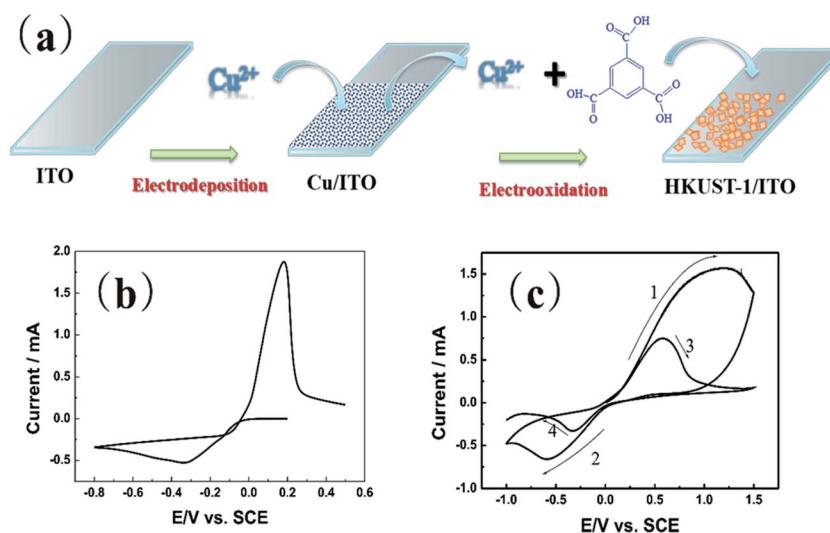 (a)
Cu2+
Cu2+
+
O
OH
C
OH
C
O
C
OH
O
ITO
Electrodeposition
Cu/ITO
Electrooxidation
HKUST-1/ITO
(b)
Current / mA
2.0
1.5
1.0
0.5
0.0
-0.5
-0.8 -0.6 -0.4 -0.2 0.0 0.2 0.4 0.6
E/V vs. SCE
(c)
Current / mA
1.5
1.0
0.5
0.0
-0.5
-1.0
1
3
4
2
-1.0 -0.5 0.0 0.5 1.0 1.5
E/V vs. SCE